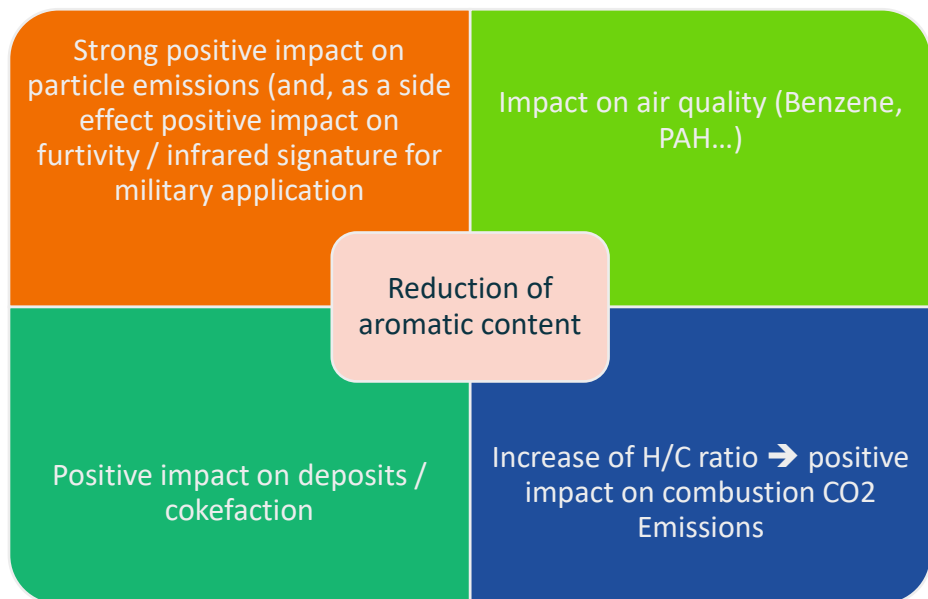 Strong positive impact on
particle emissions (and, as a side
effect positive impact on
furtivity / infrared signature for
military application
Impact on air quality (Benzene,
PAH...)
Reduction of
aromatic content
Positive impact on deposits /
cokefaction
Increase of H/C ratio ➔ positive
impact on combustion CO2
Emissions